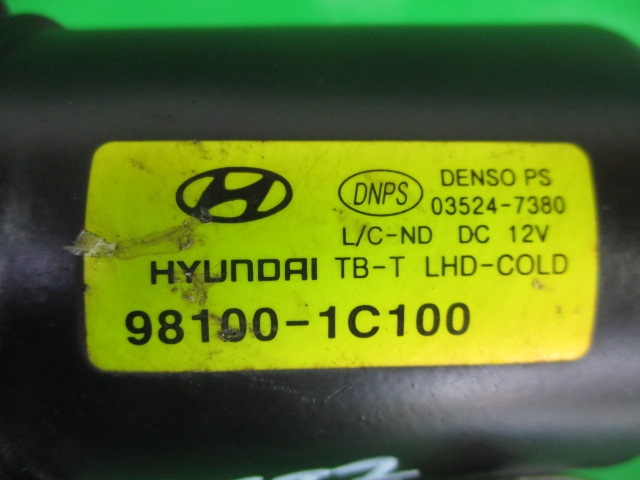 DNPS
DENSO PS
03524-7380
L/C-ND DC 12V
HYUNDAI TB-T LHD-COLD
98100-1C100